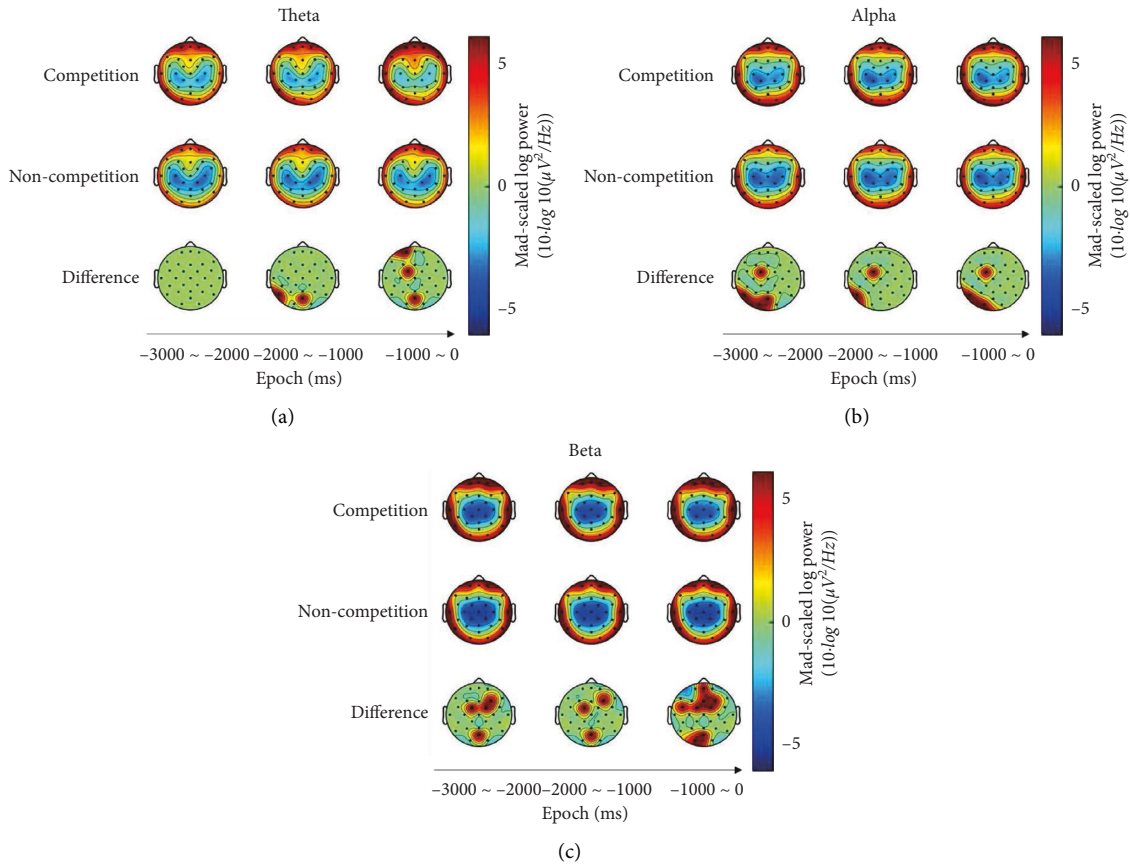 Theta
Competition
Non-competition
Difference
5
0
−5
Mad-scaled log power
(10·log 10(μV²/Hz))
−3000 ~ −2000 −2000 ~ −1000 −1000 ~ 0
Epoch (ms)
(a)
Alpha
Competition
Non-competition
Difference
5
0
−5
Mad-scaled log power
(10·log 10(μV²/Hz))
−3000 ~ −2000 −2000 ~ −1000 −1000 ~ 0
Epoch (ms)
(b)
Beta
Competition
Non-competition
Difference
5
0
−5
Mad-scaled log power
(10·log 10(μV²/Hz))
−3000 ~ −2000 −2000 ~ −1000 −1000 ~ 0
Epoch (ms)
(c)